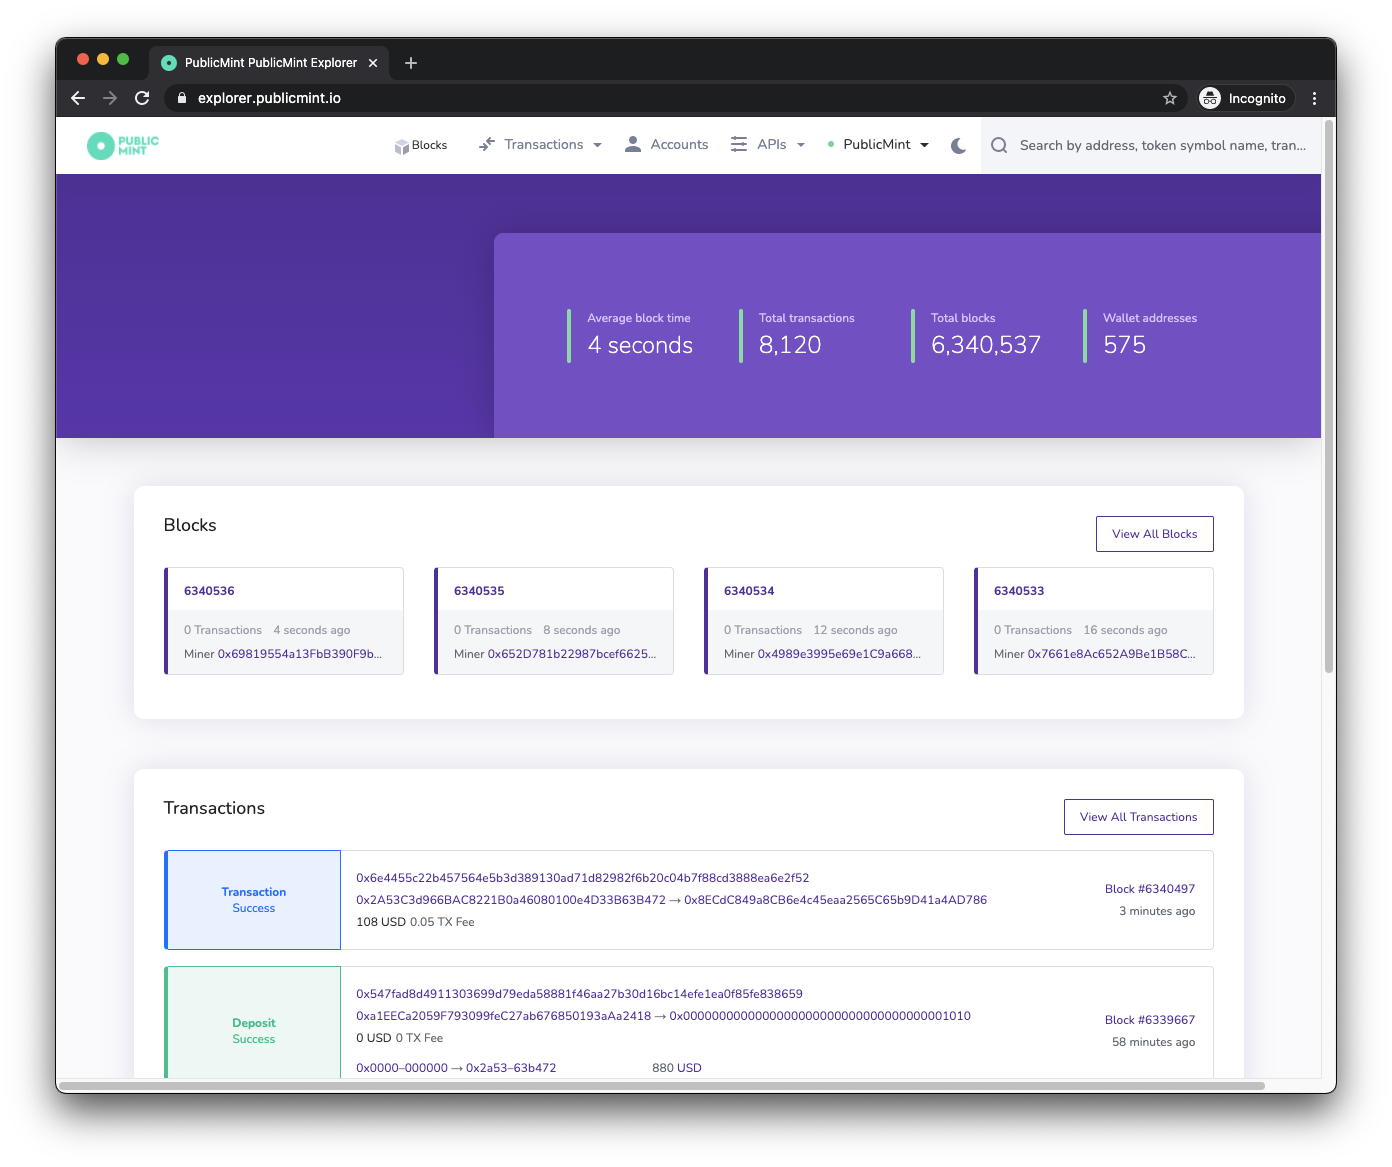 PublicMint PublicMint Explorer
explorer.publicmint.io
Incognito
PUBLIC
MINT
Blocks
Transactions
Accounts
APIs
PublicMint
Search by address, token symbol name, tran...
Average block time
4 seconds
Total transactions
8,120
Total blocks
6,340,537
Wallet addresses
575
Blocks
View All Blocks
6340536
0 Transactions 4 seconds ago
Miner 0x69819554a13FbB390F9b...
6340535
0 Transactions 8 seconds ago
Miner 0x652D781b22987bcef6625...
6340534
0 Transactions 12 seconds ago
Miner 0x4989e3995e69e1C9a668...
6340533
0 Transactions 16 seconds ago
Miner 0x7661e8Ac652A9Be1B58C...
Transactions
View All Transactions
Transaction
Success
0x6e4455c22b457564e5b3d389130ad71d82982f6b20c04b7f88cd3888ea6e2f52
0x2A53C3d966BAC8221B0a46080100e4D33B63B472 → 0x8ECdC849a8CB6e4c45eaa2565C65b9D41a4AD786
108 USD 0.05 TX Fee
Block #6340497
3 minutes ago
Deposit
Success
0x547fad8d4911303699d79eda58881f46aa27b30d16bc14efe1ea0f85fe838659
0xa1EECa2059F793099feC27ab676850193aAa2418 → 0x0000000000000000000000000000000000001010
0 USD 0 TX Fee
0x0000–000000 → 0x2a53–63b472 880 USD
Block #6339667
58 minutes ago